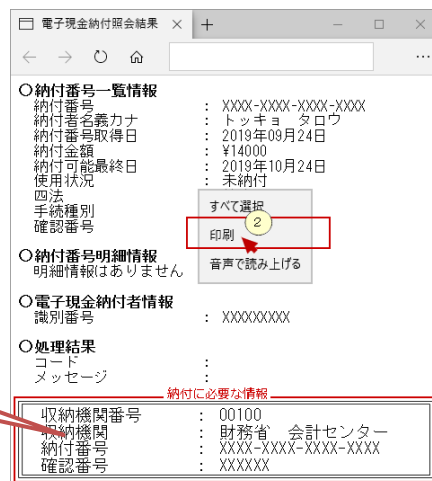 電子現金納付照会結果
〇納付番号一覧情報
納付番号 : XXXX-XXXX-XXXX-XXXX
納付者名義カナ : トッキョ タロウ
納付番号取得日 : 2019年09月24日
納付金額 : ¥14000
納付可能最終日 : 2019年10月24日
使用状況 : 未納付
四法
手続種別
確認番号
すべて選択
2
印刷
音声で読み上げる
〇納付番号明細情報
明細情報はありません
〇電子現金納付者情報
識別番号 : XXXXXXXXX
〇処理結果
コード :
メッセージ :
納付に必要な情報
収納機関番号 : 00100
収納機関 : 財務省 会計センター
納付番号 : XXXX-XXXX-XXXX-XXXX
確認番号 : XXXXXX